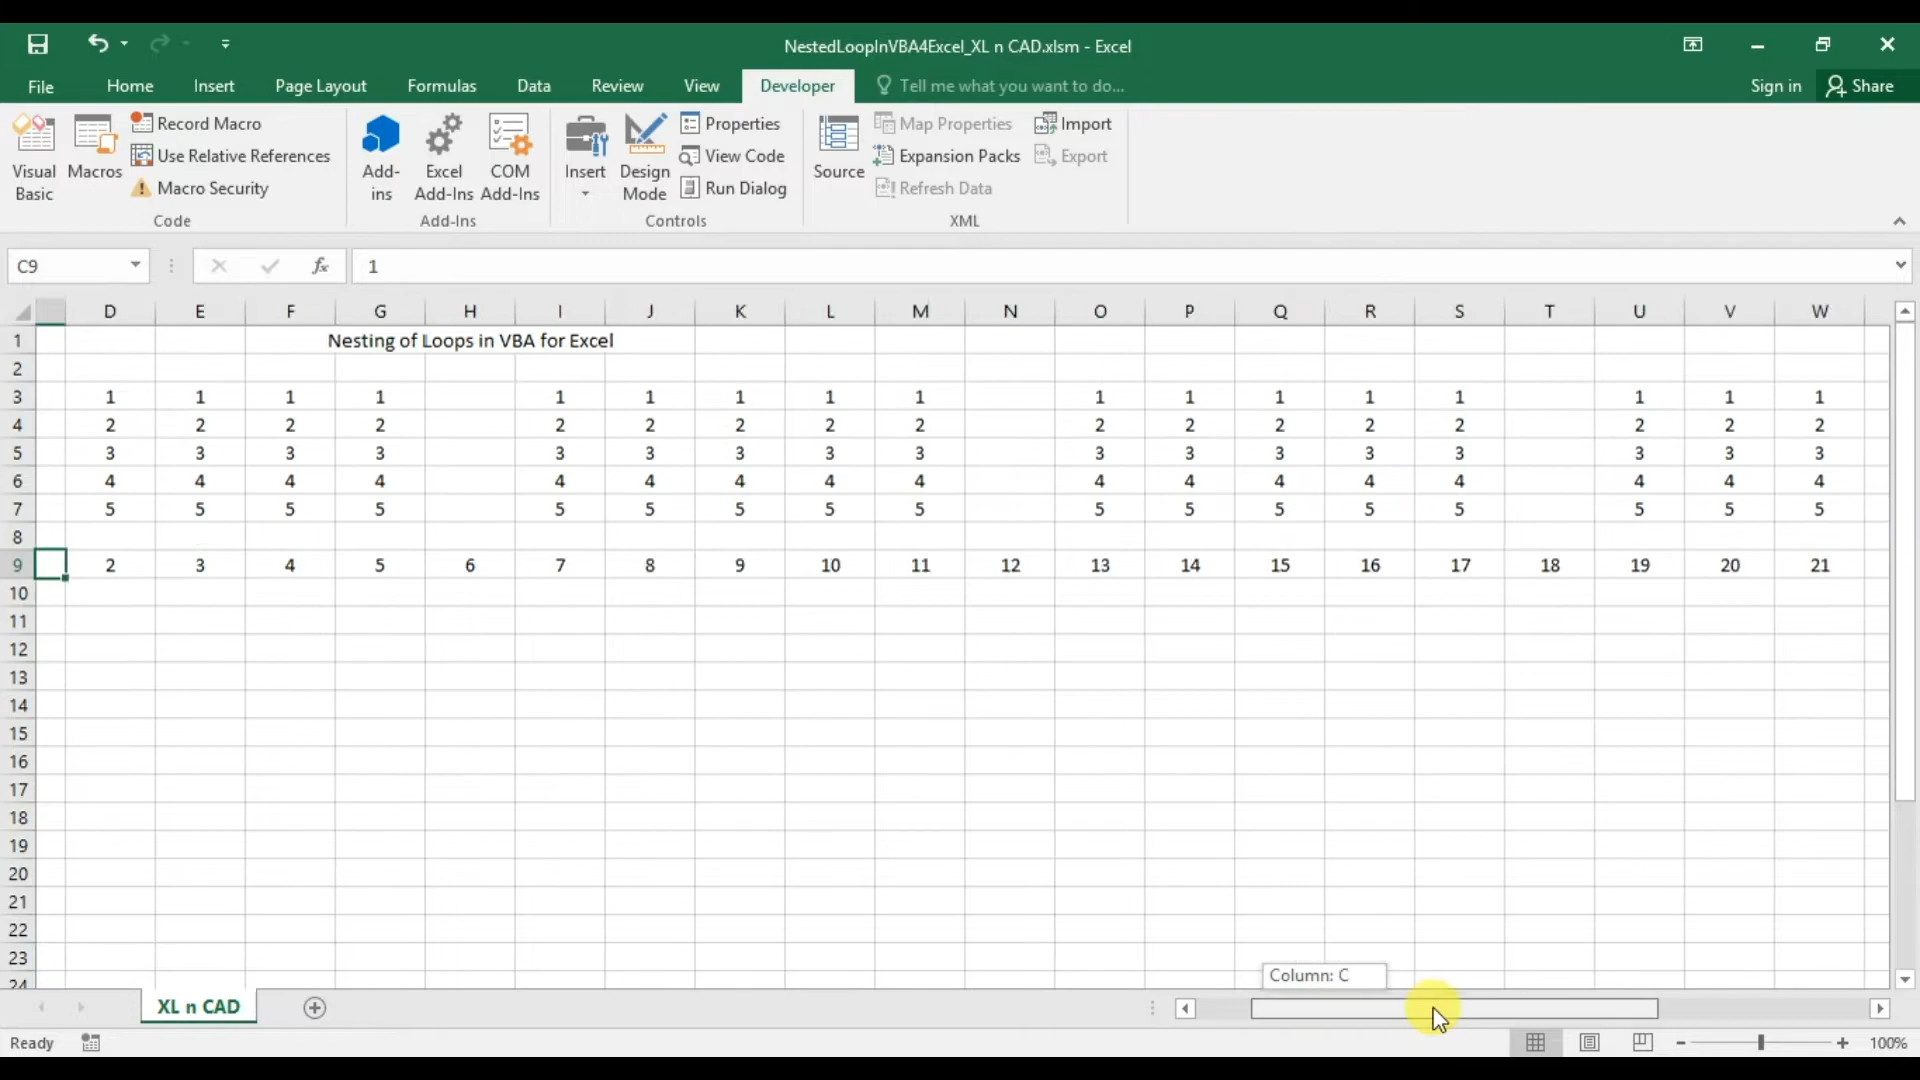 NestedLoopInVBA4Excel_XL n CAD.xlsm - Excel
File Home Insert Page Layout Formulas Data Review View Developer Tell me what you want to do... Sign in Share
Visual Basic
Macros
Record Macro
Use Relative References
Macro Security
Code
Add-ins
Excel Add-Ins
COM Add-Ins
Add-Ins
Insert
Design Mode
Properties
View Code
Run Dialog
Controls
Source
Map Properties
Expansion Packs
Refresh Data
Import
Export
XML
C9 fx 1
D E F G H I J K L M N O P Q R S T U V W
1 Nesting of Loops in VBA for Excel
2
3 1 1 1 1 1 1 1 1 1 1 1 1 1 1 1 1 1
4 2 2 2 2 2 2 2 2 2 2 2 2 2 2 2 2 2
5 3 3 3 3 3 3 3 3 3 3 3 3 3 3 3 3 3
6 4 4 4 4 4 4 4 4 4 4 4 4 4 4 4 4 4
7 5 5 5 5 5 5 5 5 5 5 5 5 5 5 5 5 5
8
9 2 3 4 5 6 7 8 9 10 11 12 13 14 15 16 17 18 19 20 21
10
11
12
13
14
15
16
17
18
19
20
21
22
23
24
Column: C
XL n CAD
Ready 100%